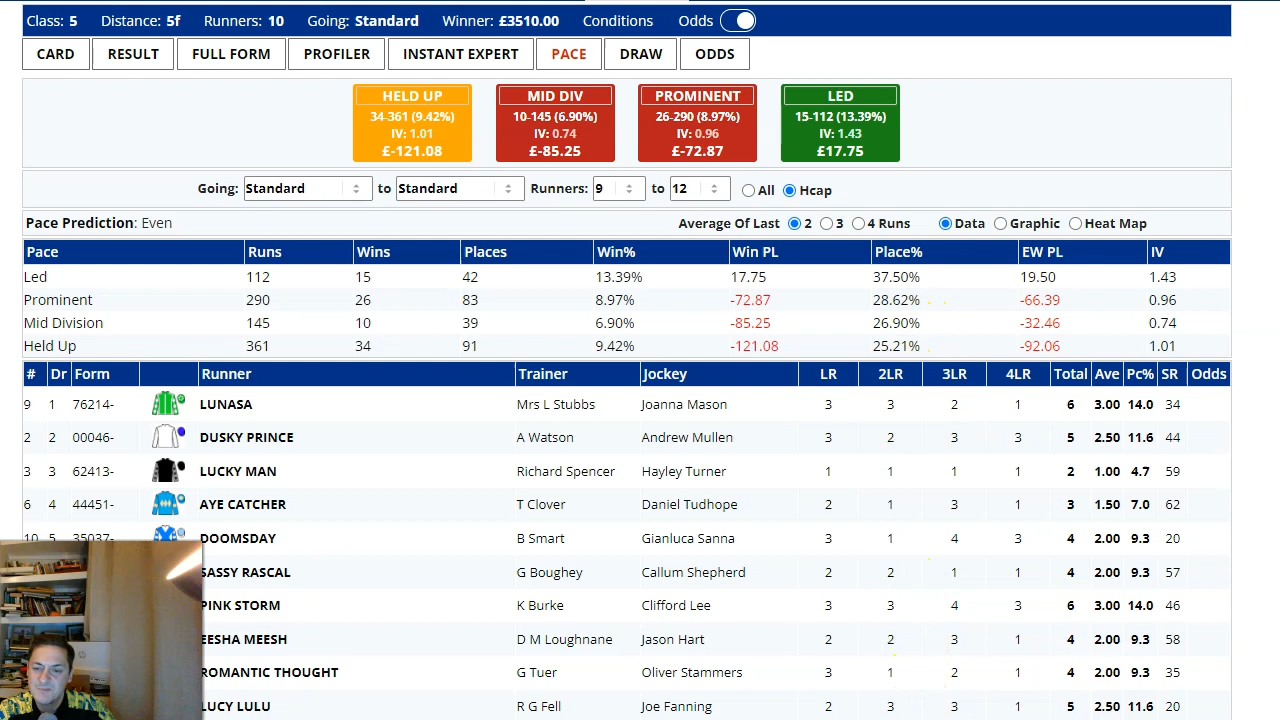 Class: 5 Distance: 5f Runners: 10 Going: Standard Winner: £3510.00 Conditions Odds
CARD RESULT FULL FORM PROFILER INSTANT EXPERT PACE DRAW ODDS
HELD UP MID DIV PROMINENT LED
34-361 (9.42%) 10-145 (6.90%) 26-290 (8.97%) 15-112 (13.39%)
IV: 1.01 IV: 0.74 IV: 0.96 IV: 1.43
£-121.08 £-85.25 £-72.87 £17.75
Going: Standard to Standard Runners: 9 to 12 All Hcap
Pace Prediction: Even Average Of Last 2 3 4 Runs Data Graphic Heat Map
Pace Runs Wins Places Win% Win PL Place% EW PL IV
Led 112 15 42 13.39% 17.75 37.50% 19.50 1.43
Prominent 290 26 83 8.97% -72.87 28.62% -66.39 0.96
Mid Division 145 10 39 6.90% -85.25 26.90% -32.46 0.74
Held Up 361 34 91 9.42% -121.08 25.21% -92.06 1.01
# Dr Form Runner Trainer Jockey LR 2LR 3LR 4LR Total Ave Pc% SR Odds
9 1 76214- LUNASA Mrs L Stubbs Joanna Mason 3 3 2 1 6 3.00 14.0 34
2 2 00046- DUSKY PRINCE A Watson Andrew Mullen 3 2 3 3 5 2.50 11.6 44
3 3 62413- LUCKY MAN Richard Spencer Hayley Turner 1 1 1 1 2 1.00 4.7 59
6 4 44451- AYE CATCHER T Clover Daniel Tudhope 2 1 3 1 3 1.50 7.0 62
10 5 35037- DOOMSDAY B Smart Gianluca Sanna 3 1 4 3 4 2.00 9.3 20
SASSY RASCAL G Boughey Callum Shepherd 2 2 1 1 4 2.00 9.3 57
PINK STORM K Burke Clifford Lee 3 3 4 3 6 3.00 14.0 46
EESHA MEESH D M Loughnane Jason Hart 2 2 3 1 4 2.00 9.3 58
ROMANTIC THOUGHT G Tuer Oliver Stammers 3 1 2 1 4 2.00 9.3 35
LUCY LULU R G Fell Joe Fanning 2 3 3 1 5 2.50 11.6 20